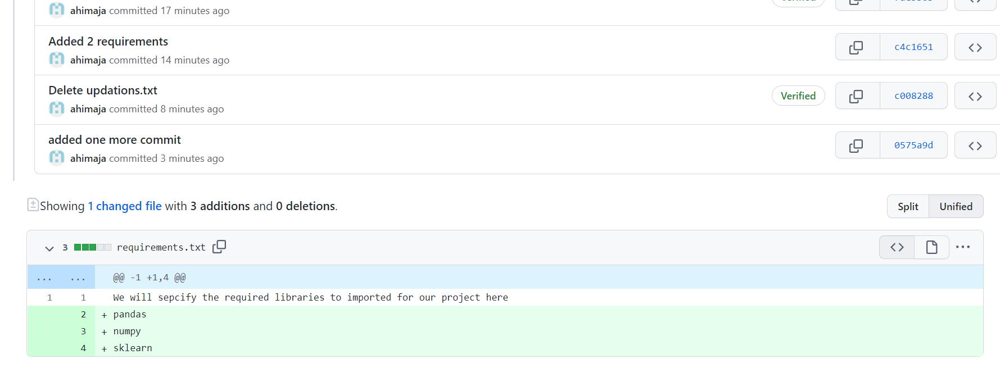 ahimaja committed 17 minutes ago
Added 2 requirements
ahimaja committed 14 minutes ago
c4c1651
Delete updations.txt
ahimaja committed 8 minutes ago
Verified
c008288
added one more commit
ahimaja committed 3 minutes ago
0575a9d
Showing 1 changed file with 3 additions and 0 deletions.
Split
Unified
3
requirements.txt
... ... @@ -1 +1,4 @@
1 1 We will sepcify the required libraries to imported for our project here
2 + pandas
3 + numpy
4 + sklearn